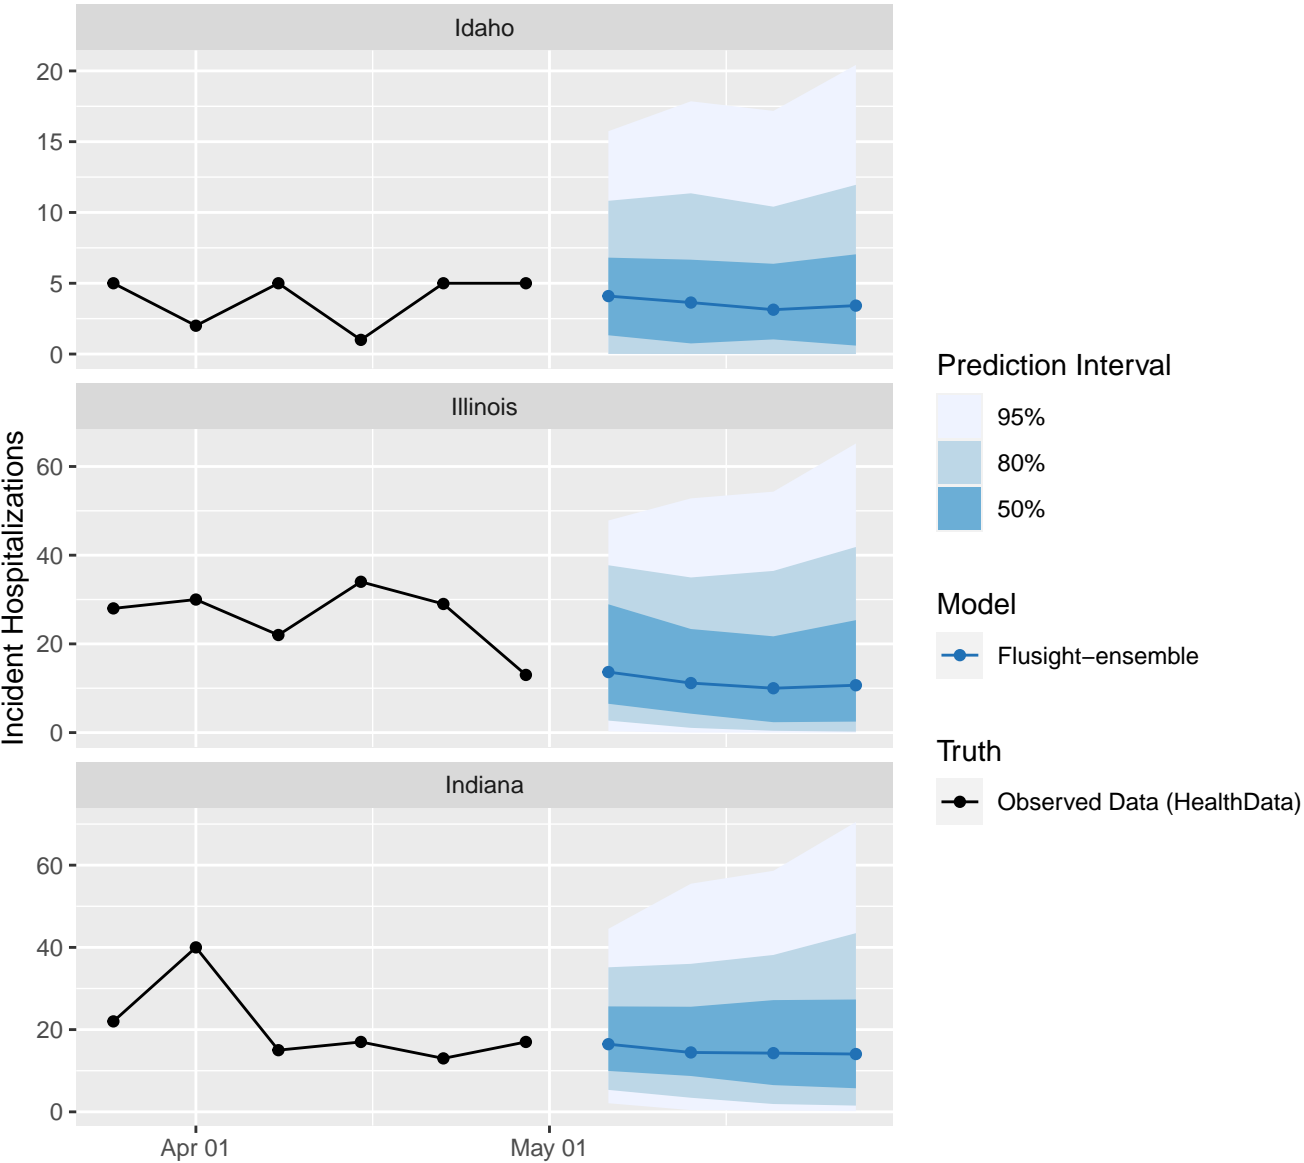 Idaho
20
15
10
5
0
Illinois
60
40
20
0
Indiana
60
40
20
0
Apr 01
May 01
Incident Hospitalizations
Prediction Interval
95%
80%
50%
Model
Flusight−ensemble
Truth
Observed Data (HealthData)